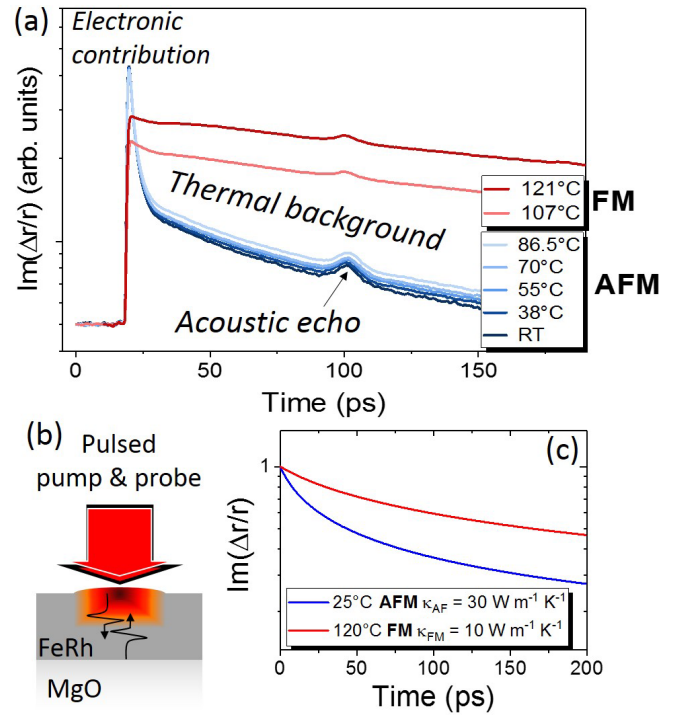 (a)
Electronic
contribution
Im(Δr/r) (arb. units)
Thermal background
Acoustic echo
121°C
107°C
FM
86.5°C
70°C
55°C
38°C
RT
AFM
0
50
100
150
Time (ps)
(b)
Pulsed
pump & probe
FeRh
MgO
(c)
1
Im(Δr/r)
25°C AFM κAF = 30 W m⁻¹ K⁻¹
120°C FM κFM = 10 W m⁻¹ K⁻¹
0
50
100
150
200
Time (ps)